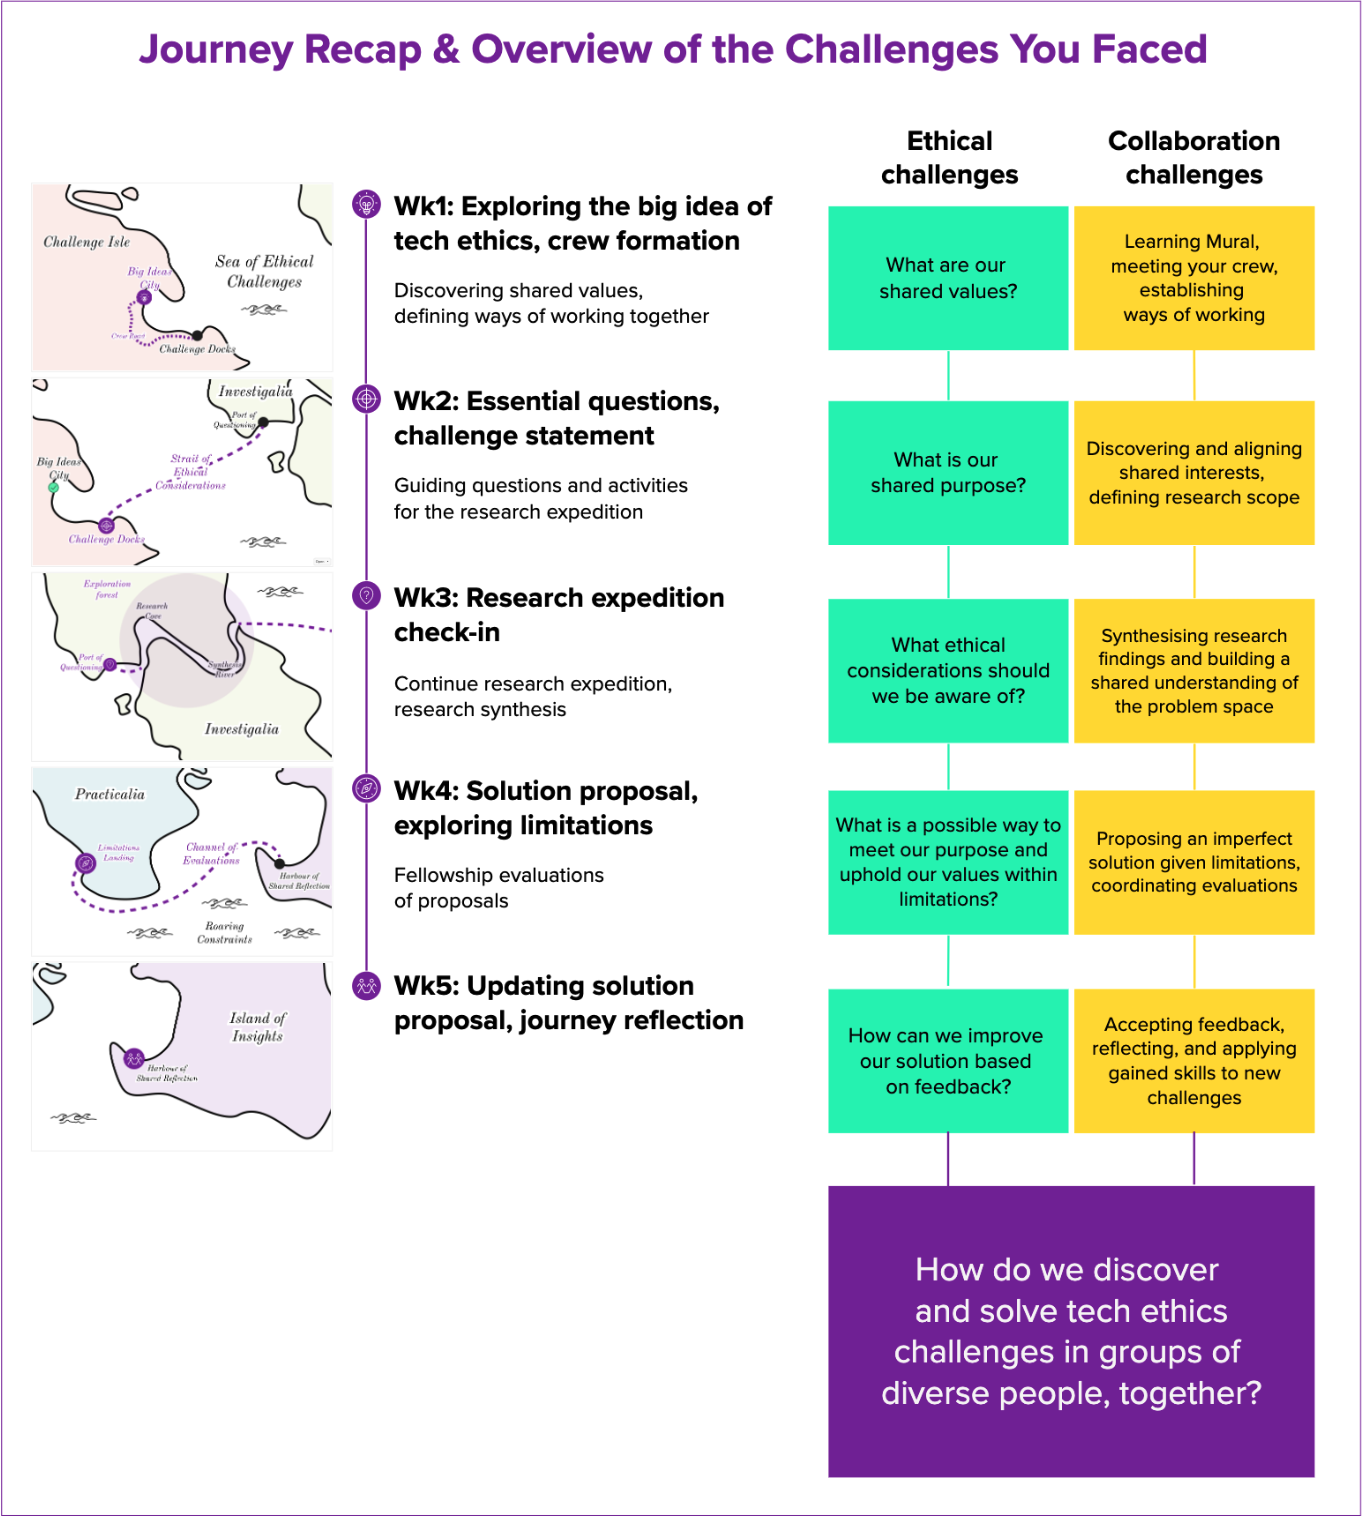 Journey Recap & Overview of the Challenges You Faced
Ethical
challenges
Collaboration
challenges
Challenge Isle
Big Ideas
City
Sea of Ethical
Challenges
Challenge Docks
Wk1: Exploring the big idea of
tech ethics, crew formation
Discovering shared values,
defining ways of working together
What are our
shared values?
Learning Mural,
meeting your crew,
establishing
ways of working
Investigalia
Port of
Questioning
Big Ideas
City
Strait of
Ethical
Considerations
Challenge Docks
Wk2: Essential questions,
challenge statement
Guiding questions and activities
for the research expedition
What is our
shared purpose?
Discovering and aligning
shared interests,
defining research scope
Exploration
forest
Research
Cove
Port of
Questioning
Synthesis
River
Investigalia
Wk3: Research expedition
check-in
Continue research expedition,
research synthesis
What ethical
considerations should
we be aware of?
Synthesising research
findings and building a
shared understanding of
the problem space
Practicalia
Limitations
Landing
Channel of
Evaluations
Harbour of
Shared Reflection
Roaring
Constraints
Wk4: Solution proposal,
exploring limitations
Fellowship evaluations
of proposals
What is a possible way to
meet our purpose and
uphold our values within
limitations?
Proposing an imperfect
solution given limitations,
coordinating evaluations
Island of
Insights
Harbour of
Shared Reflection
Wk5: Updating solution
proposal, journey reflection
How can we improve
our solution based
on feedback?
Accepting feedback,
reflecting, and applying
gained skills to new
challenges
How do we discover
and solve tech ethics
challenges in groups of
diverse people, together?